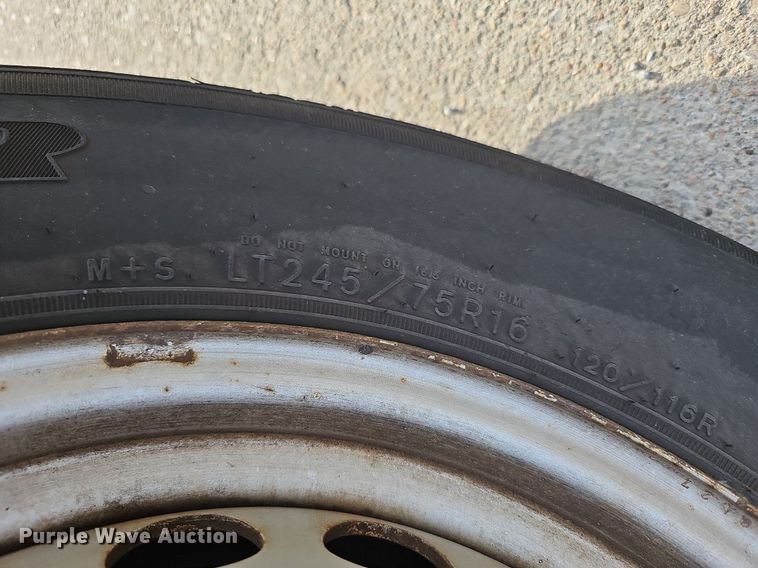 DO NOT MOUNT ON 16.5 INCH RIM.
M+S LT245/75R16 120/116R
Purple Wave Auction